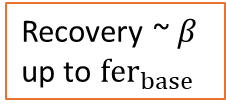 Recovery ~ β
up to fer_base